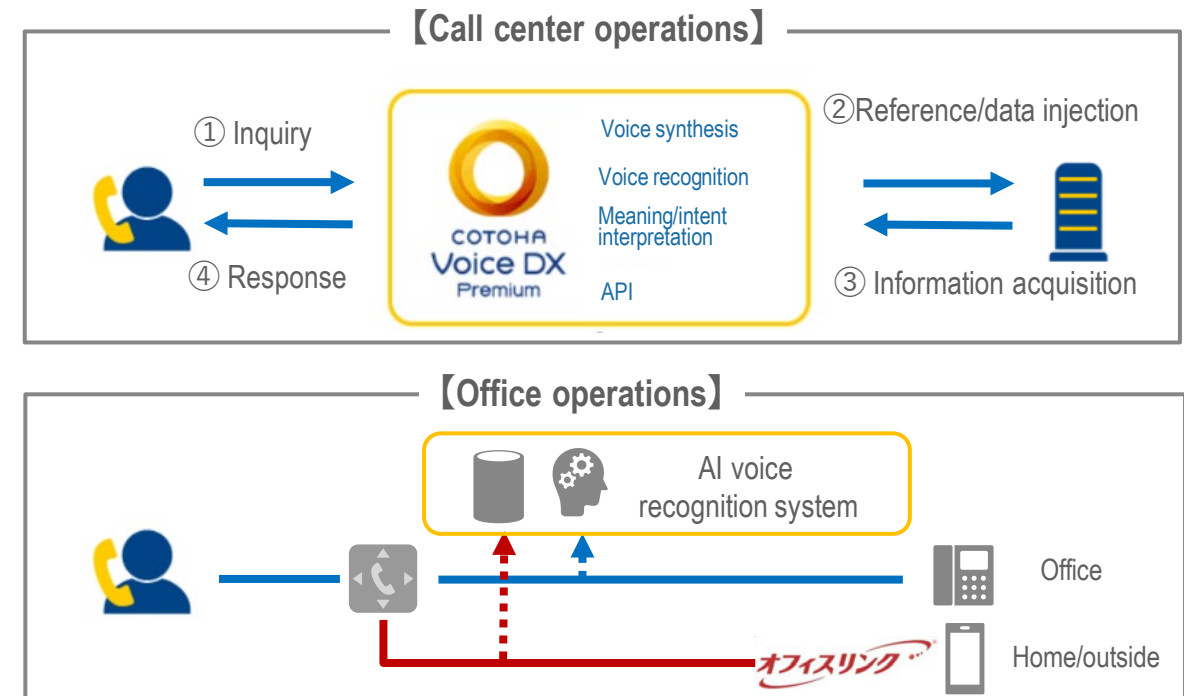 【Call center operations】
① Inquiry
④ Response
COTOHA
Voice DX
Premium
Voice synthesis
Voice recognition
Meaning/intent
interpretation
API
②Reference/data injection
③ Information acquisition
【Office operations】
AI voice
recognition system
Office
オフィスリンク
Home/outside